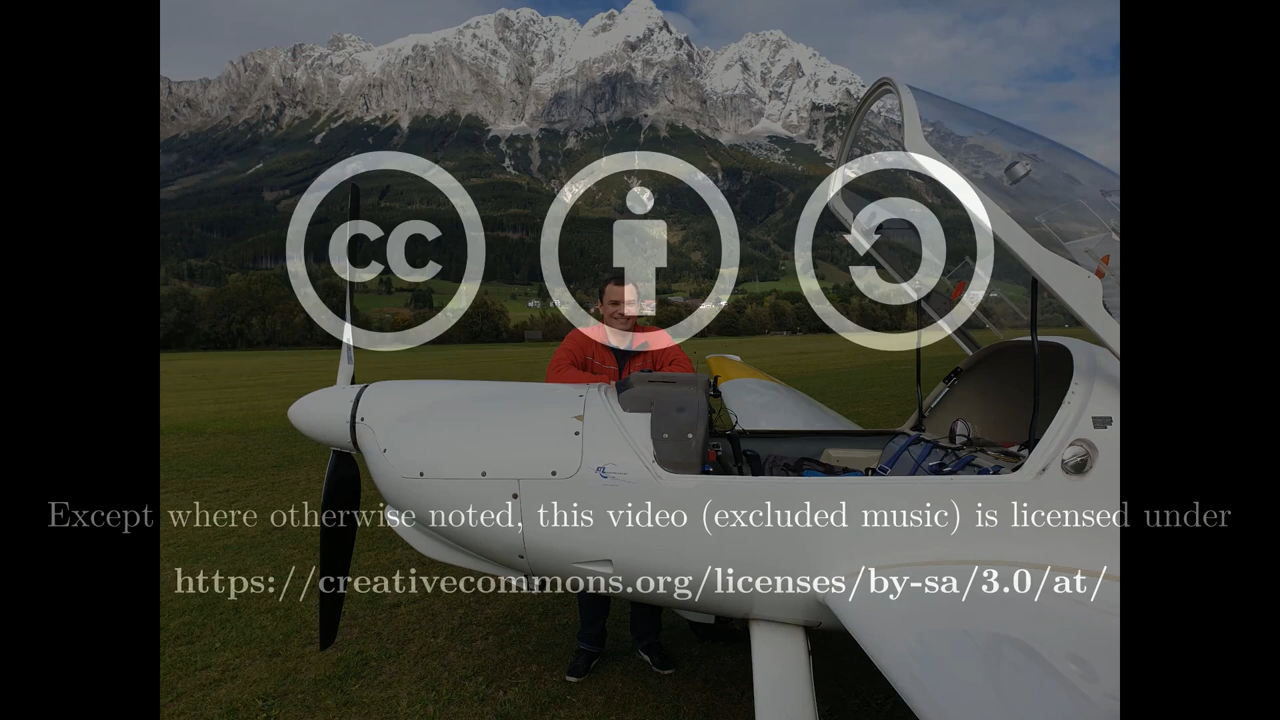 cc
Except where otherwise noted, this video (excluded music) is licensed under
https://creativecommons.org/licenses/by-sa/3.0/at/